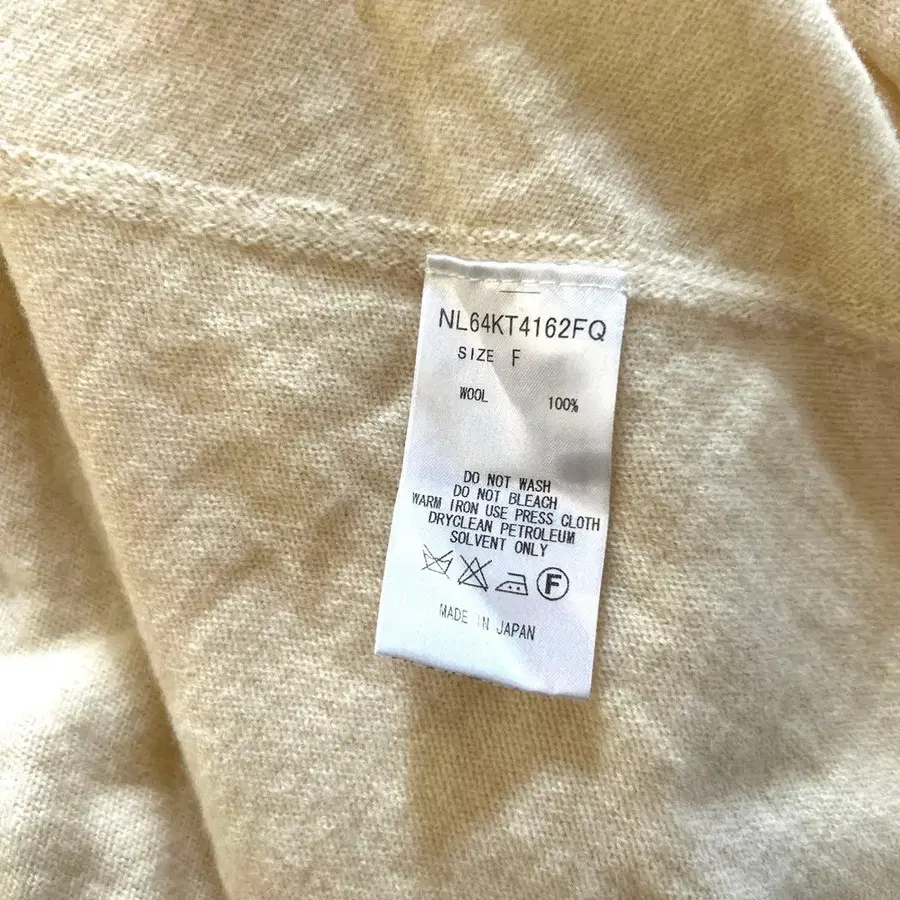 NL64KT4162FQ
SIZE F
WOOL 100%
DO NOT WASH
DO NOT BLEACH
WARM IRON USE PRESS CLOTH
DRYCLEAN PETROLEUM
SOLVENT ONLY
F
MADE IN JAPAN